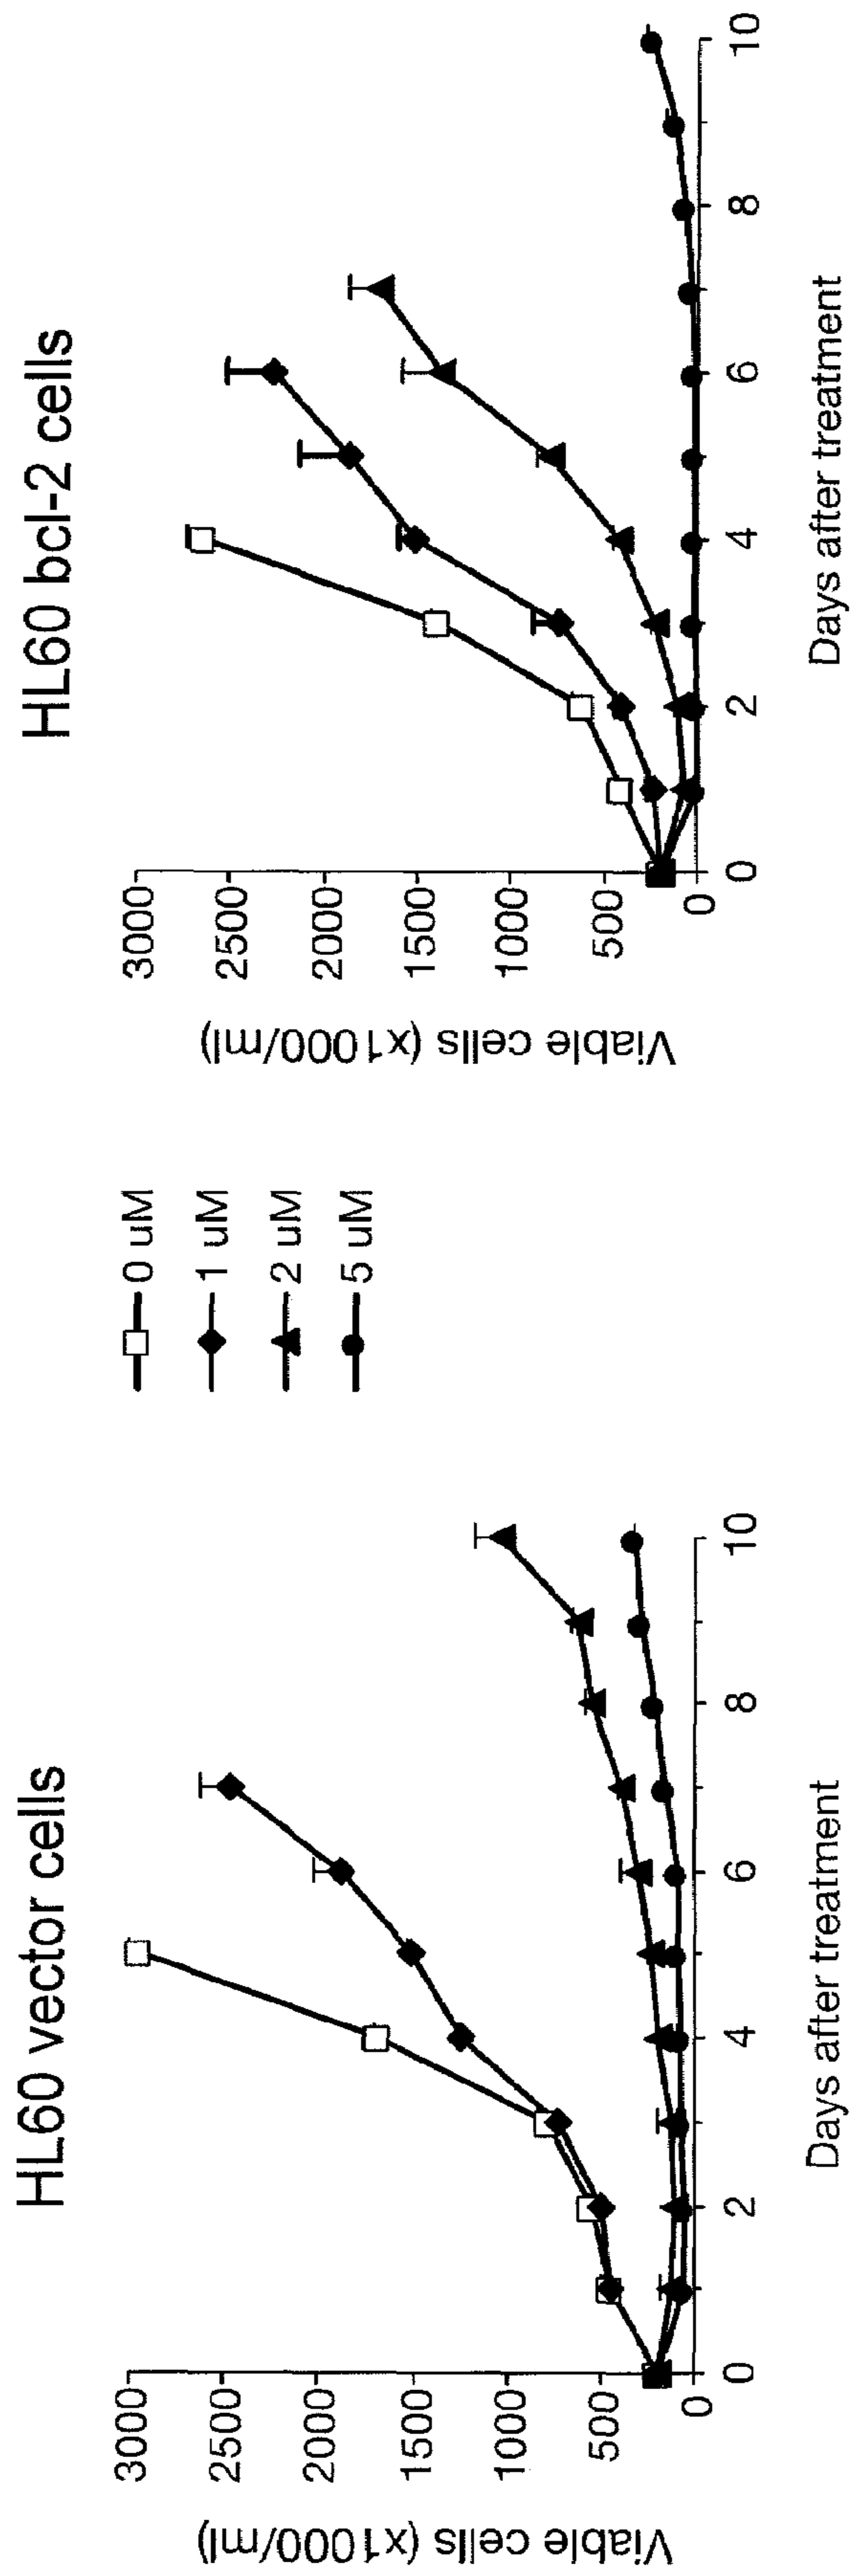 HL60 vector cells
Viable cells (x1000/ml)
3000
2500
2000
1500
1000
500
0
0 2 4 6 8 10
Days after treatment
0 uM
1 uM
2 uM
5 uM
HL60 bcl-2 cells
Viable cells (x1000/ml)
3000
2500
2000
1500
1000
500
0
0 2 4 6 8 10
Days after treatment